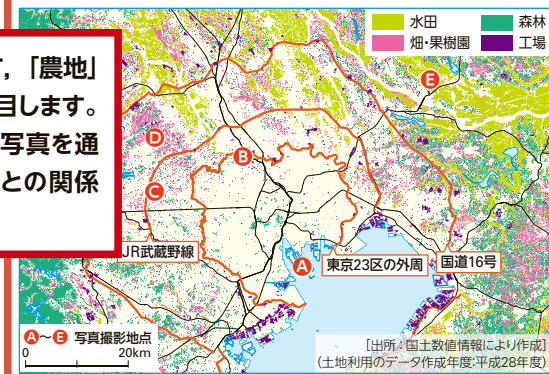 ,「農地」
目します。
写真を通
との関係
水田
森林
畑・果樹園
工場
E
D
B
C
JR武蔵野線
A
東京23区の外周
国道16号
A～E 写真撮影地点
0 20km
[出所:国土数値情報により作成]
(土地利用のデータ作成年度:平成28年度)